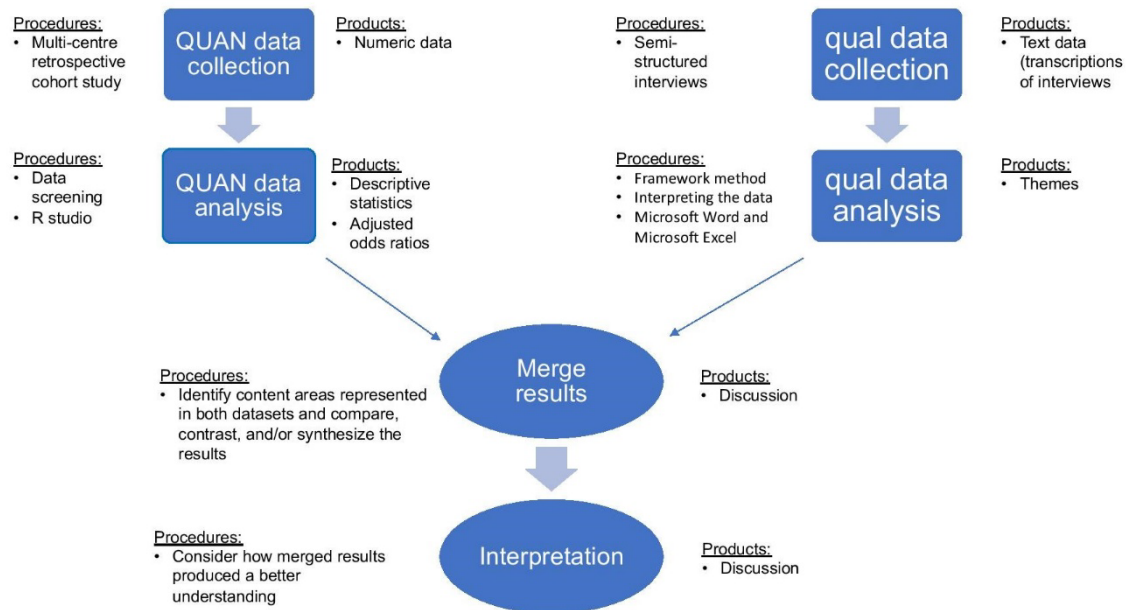 Procedures:
• Multi-centre
retrospective
cohort study
QUAN data
collection
Products:
• Numeric data
Procedures:
• Semi-
structured
interviews
qual data
collection
Products:
• Text data
(transcriptions
of interviews
Procedures:
• Data
screening
• R studio
QUAN data
analysis
Products:
• Descriptive
statistics
• Adjusted
odds ratios
Procedures:
• Framework method
• Interpreting the data
• Microsoft Word and
Microsoft Excel
qual data
analysis
Products:
• Themes
Procedures:
• Identify content areas represented
in both datasets and compare,
contrast, and/or synthesize the
results
Merge
results
Products:
• Discussion
Procedures:
• Consider how merged results
produced a better
understanding
Interpretation
Products:
• Discussion